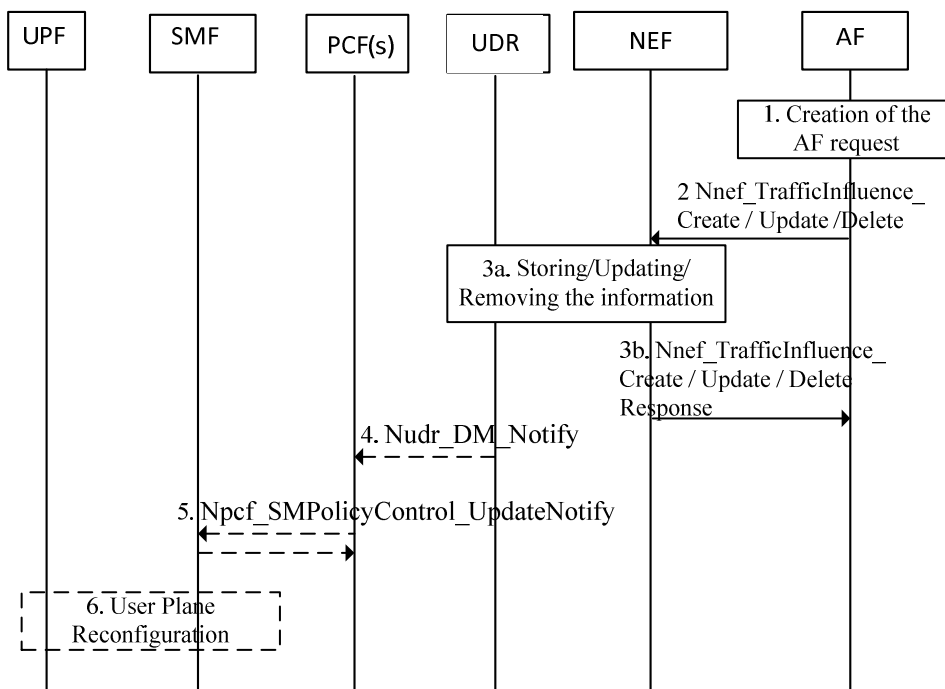 UPF
SMF
PCF(s)
UDR
NEF
AF
1. Creation of the
AF request
2 Nnef_TrafficInfluence_
Create / Update /Delete
3a. Storing/Updating/
Removing the information
3b. Nnef_TrafficInfluence_
Create / Update / Delete
Response
4. Nudr_DM_Notify
5. Npcf_SMPolicyControl_UpdateNotify
6. User Plane
Reconfiguration